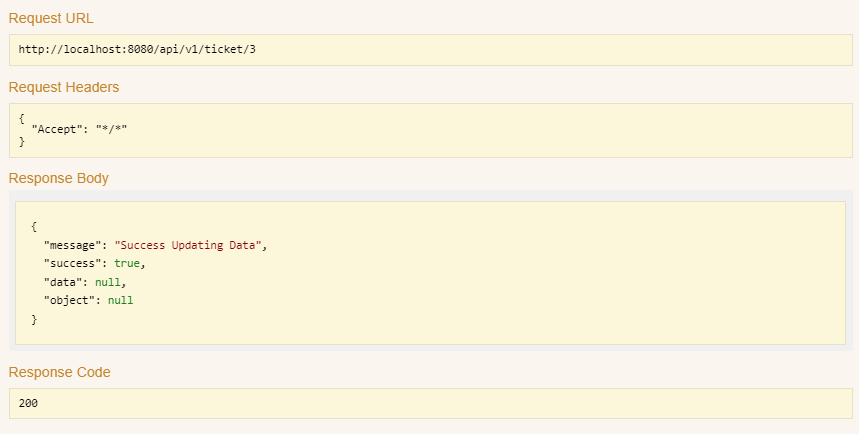 Request URL
http://localhost:8080/api/v1/ticket/3
Request Headers
{
"Accept": "*/*"
}
Response Body
{
"message": "Success Updating Data",
"success": true,
"data": null,
"object": null
}
Response Code
200